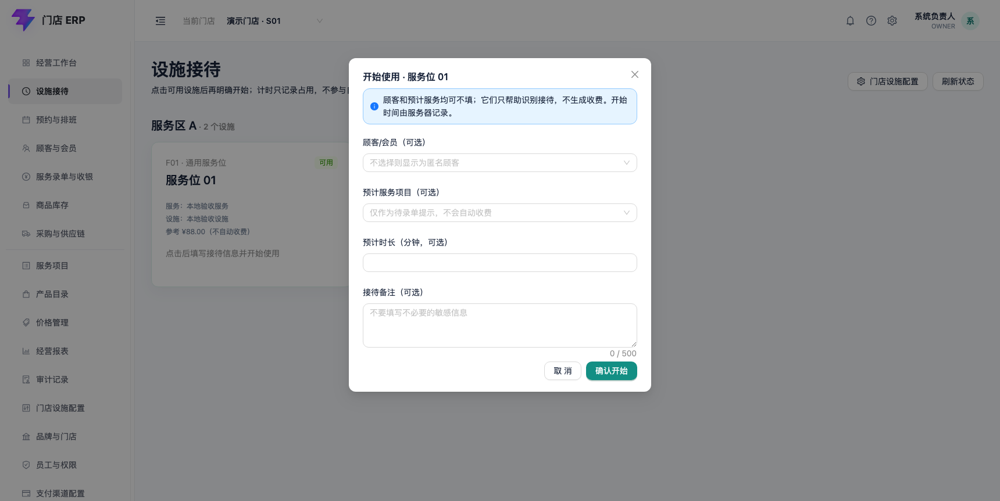 门店 ERP
当前门店 演示门店 · S01
系统负责人
OWNER
系
经营工作台
设施接待
预约与排班
顾客与会员
服务录单与收银
商品库存
采购与供应链
服务项目
产品目录
价格管理
经营报表
审计记录
门店设施配置
品牌与门店
员工与权限
支付渠道配置
设施接待
点击可用设施后再明确开始；计时只记录占用，不参与
门店设施配置
刷新状态
服务区 A · 2 个设施
F01 · 通用服务位
可用
服务位 01
服务：本地验收服务
设施：本地验收设施
参考 ¥88.00（不自动收费）
点击后填写接待信息并开始使用
开始使用 · 服务位 01
顾客和预计服务均可不填；它们只帮助识别接待，不生成收费。开始
时间由服务器记录。
顾客/会员（可选）
不选择则显示为匿名顾客
预计服务项目（可选）
仅作为待录单提示，不会自动收费
预计时长（分钟，可选）
接待备注（可选）
不要填写不必要的敏感信息
0 / 500
取 消
确认开始